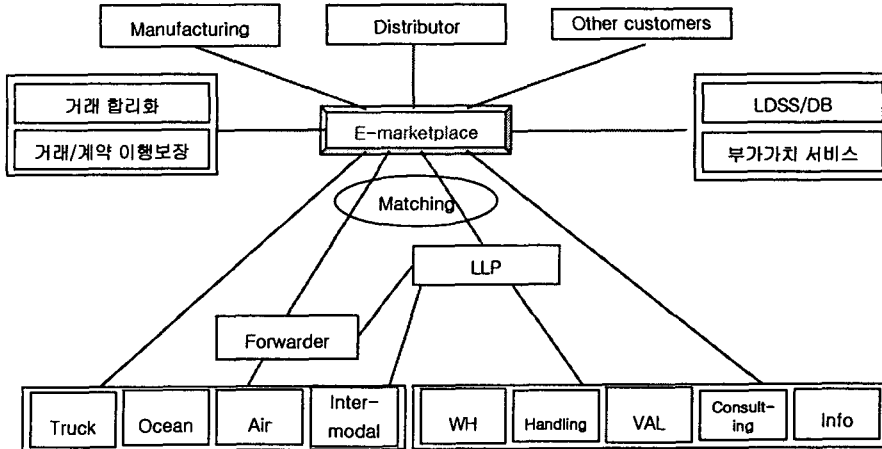 Manufacturing
Distributor
Other customers
거래 합리화
거래/계약 이행보장
E-marketplace
LDSS/DB
부가가치 서비스
Matching
LLP
Forwarder
Truck
Ocean
Air
Inter-
modal
WH
Handling
VAL
Consult-
ing
Info